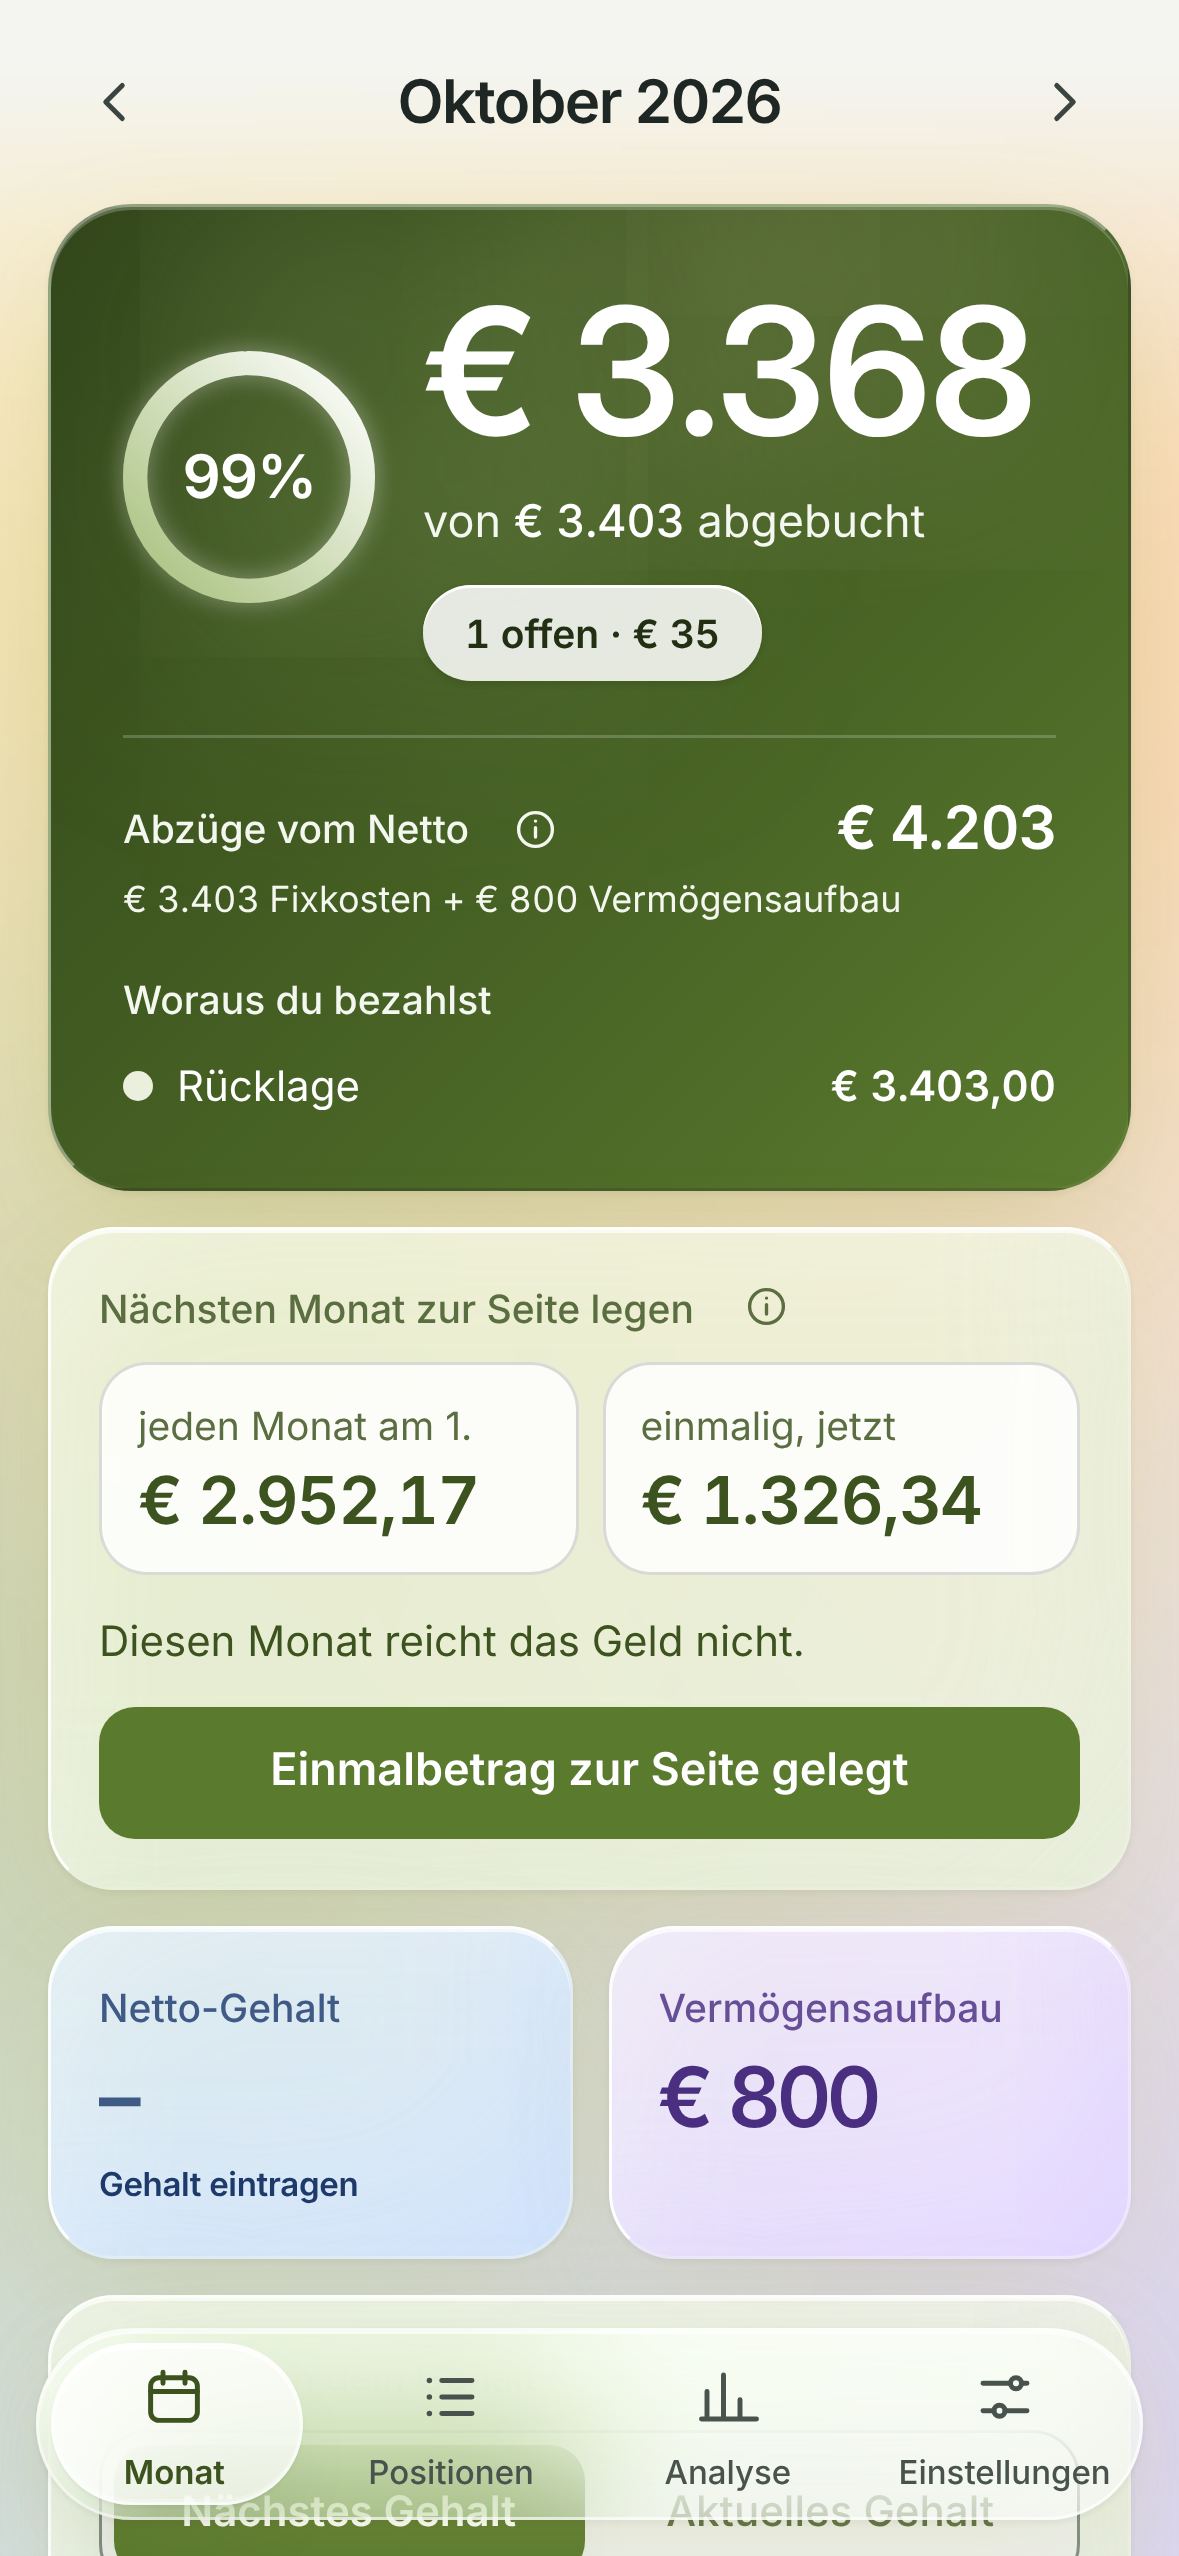 Oktober 2026
€ 3.368
99%
von € 3.403 abgebucht
1 offen · € 35
Abzüge vom Netto
€ 4.203
€ 3.403 Fixkosten + € 800 Vermögensaufbau
Woraus du bezahlst
Rücklage
€ 3.403,00
Nächsten Monat zur Seite legen
jeden Monat am 1.
€ 2.952,17
einmalig, jetzt
€ 1.326,34
Diesen Monat reicht das Geld nicht.
Einmalbetrag zur Seite gelegt
Netto-Gehalt
–
Gehalt eintragen
Vermögensaufbau
€ 800
Monat
Positionen
Analyse
Einstellungen
Nächstes Gehalt
Aktuelles Gehalt